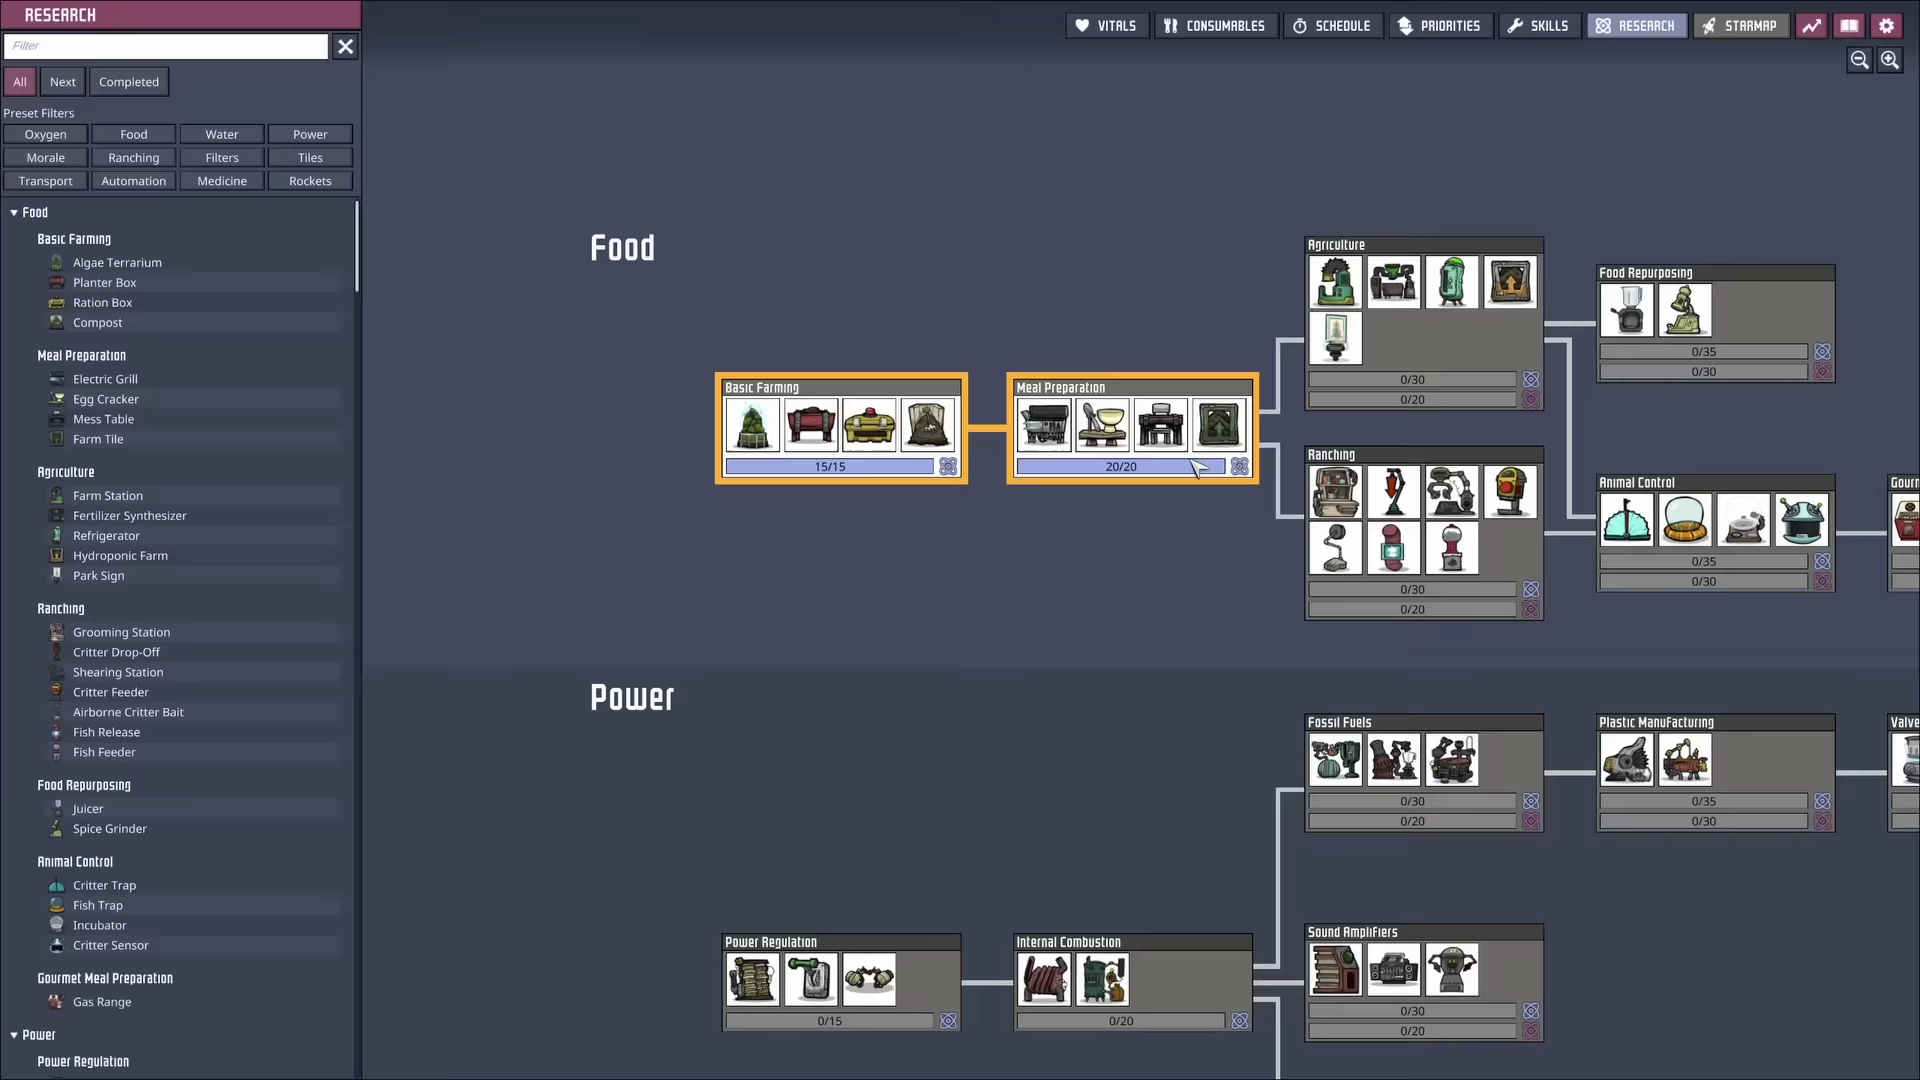 RESEARCH
VITALS
CONSUMABLES
SCHEDULE
PRIORITIES
SKILLS
RESEARCH
STARMAP
Filter
All
Next
Completed
Preset Filters
Oxygen
Food
Water
Power
Morale
Ranching
Filters
Tiles
Transport
Automation
Medicine
Rockets
Food
Basic Farming
Algae Terrarium
Planter Box
Ration Box
Compost
Meal Preparation
Electric Grill
Egg Cracker
Mess Table
Farm Tile
Agriculture
Farm Station
Fertilizer Synthesizer
Refrigerator
Hydroponic Farm
Park Sign
Ranching
Grooming Station
Critter Drop-Off
Shearing Station
Critter Feeder
Airborne Critter Bait
Fish Release
Fish Feeder
Food Repurposing
Juicer
Spice Grinder
Animal Control
Critter Trap
Fish Trap
Incubator
Critter Sensor
Gourmet Meal Preparation
Gas Range
Power
Power Regulation
Food
Basic Farming
15/15
Meal Preparation
20/20
Agriculture
0/30
0/20
Food Repurposing
0/35
0/30
Ranching
0/30
0/20
Animal Control
0/35
0/30
Gourm
Power
Fossil Fuels
0/30
0/20
Plastic Manufacturing
0/35
0/30
Valve
Power Regulation
0/15
Internal Combustion
0/20
Sound Amplifiers
0/30
0/20